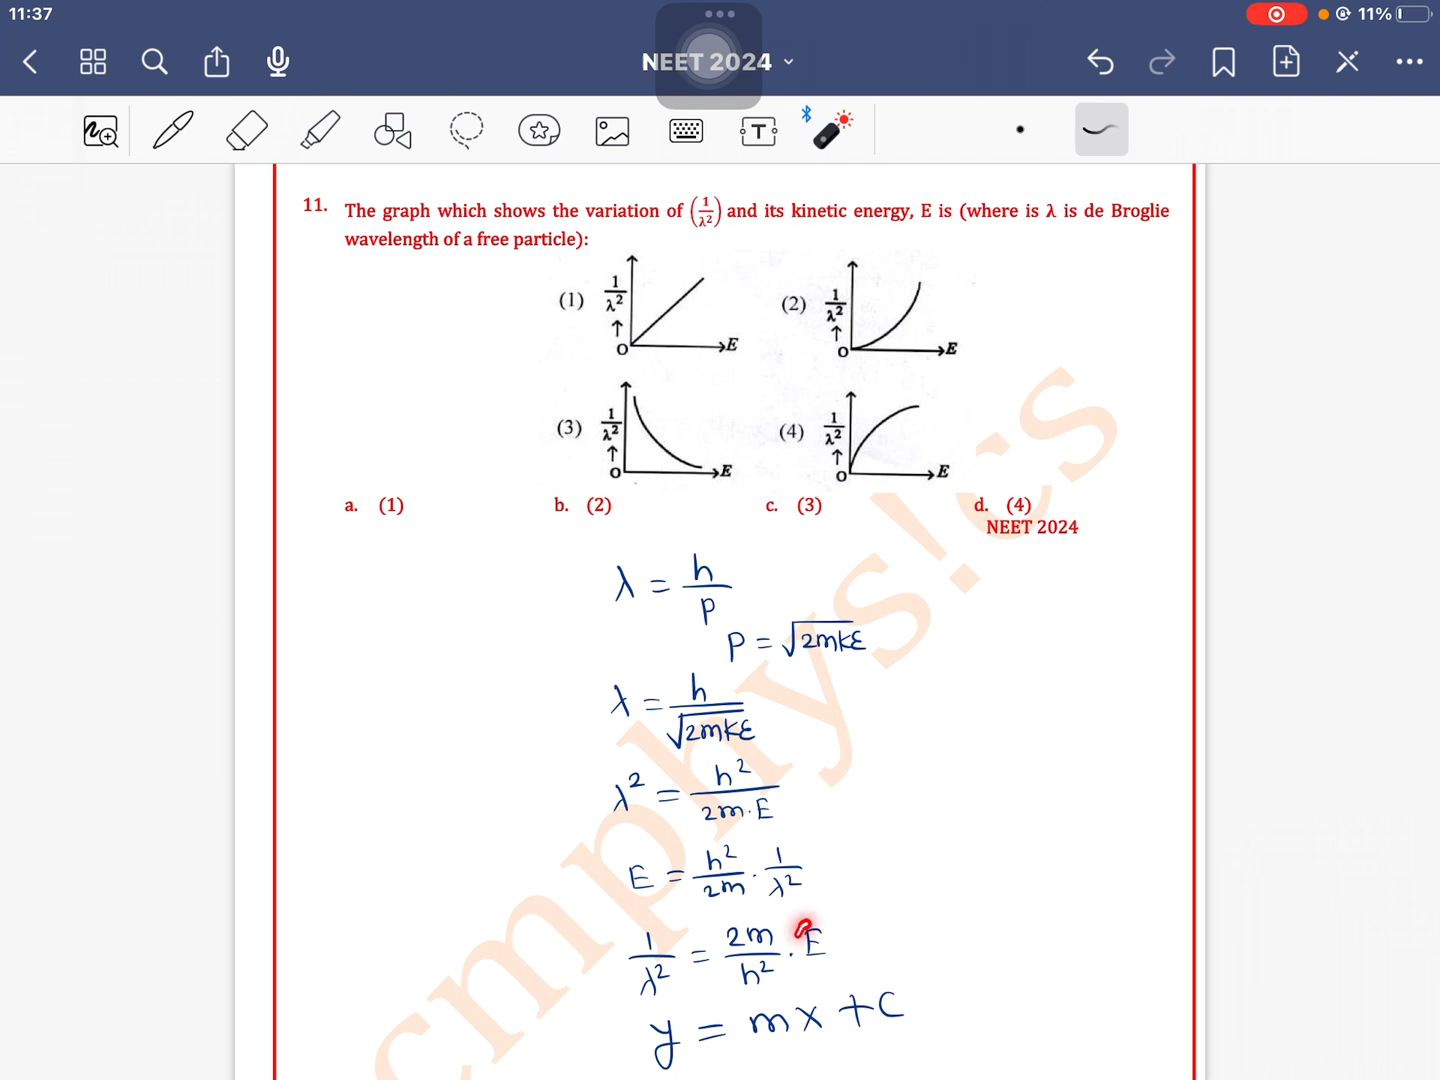 11:37
11%
NEET 2024
T
11. The graph which shows the variation of (1/λ²) and its kinetic energy, E is (where is λ is de Broglie
wavelength of a free particle):
(1) 1/λ² ↑ O → E
(2) 1/λ² ↑ O → E
(3) 1/λ² ↑ O → E
(4) 1/λ² ↑ O → E
a. (1) b. (2) c. (3) d. (4)
NEET 2024
λ = h/p
P = √2mKE
λ = h/√2mKE
λ² = h²/2m·E
E = h²/2m · 1/λ²
1/λ² = 2m/h² · E
y = mx + c
cmphys!cs